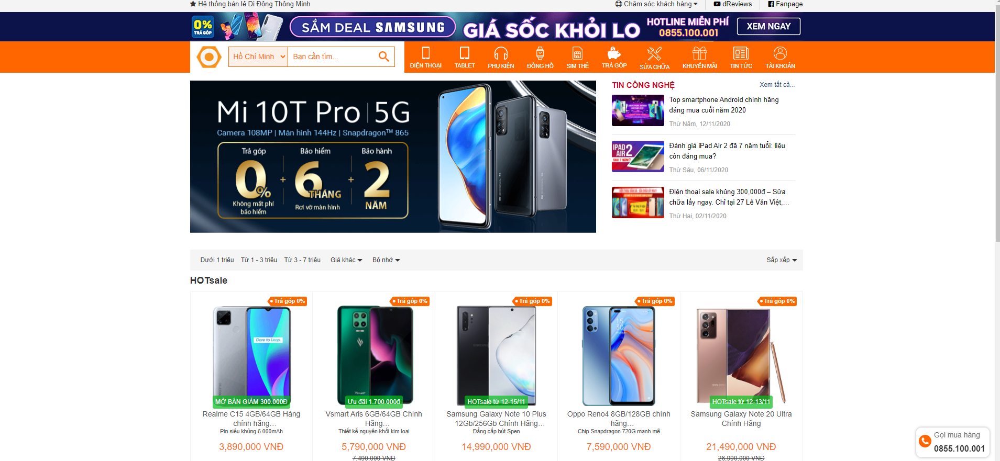 Hệ thống bán lẻ Di Động Thông Minh
Chăm sóc khách hàng
dReviews
Fanpage
0%
TRẢ GÓP
SẮM DEAL SAMSUNG
GIÁ SỐC KHỎI LO
HOTLINE MIỄN PHÍ
0855.100.001
XEM NGAY
Hồ Chí Minh
Bạn cần tìm...
ĐIỆN THOẠI
TABLET
PHỤ KIỆN
ĐỒNG HỒ
SIM THẺ
TRẢ GÓP
SỬA CHỮA
KHUYẾN MÃI
TIN TỨC
TÀI KHOẢN
Mi 10T Pro | 5G
Camera 108MP | Màn hình 144Hz | Snapdragon™ 865
Trả góp
0%
Không mất phí
bảo hiểm
+
Bảo hiểm
6 THÁNG
Rơi vỡ màn hình
+
Bảo hành
2
NĂM
TIN CÔNG NGHỆ
Xem tất cả...
Top smartphone Android chính hãng
đáng mua cuối năm 2020
Thứ Năm, 12/11/2020
IPAD
AIR 2
SAU 7 NĂM?
Đánh giá iPad Air 2 đã 7 năm tuổi: liệu
còn đáng mua?
Thứ Sáu, 06/11/2020
Điện thoại sale khủng 300,000đ – Sửa
chữa lấy ngay. Chỉ tại 27 Lê Văn Việt,...
Thứ Hai, 02/11/2020
Dưới 1 triệu
Từ 1 - 3 triệu
Từ 3 - 7 triệu
Giá khác
Bộ nhớ
Sắp xếp
HOTsale
Trả góp 0%
Dare to Leap.
realme
MỞ BÁN GIẢM 300.000Đ
Realme C15 4GB/64GB Hàng
chính hãng...
Pin siêu khủng 6.000mAh
3,890,000 VNĐ
Trả góp 0%
VSMART
Ưu đãi 1.700.000đ
Vsmart Aris 6GB/64GB Chính
Hãng...
Thiết kế nguyên khối kim loại
5,790,000 VNĐ
7,490,000 VNĐ
Trả góp 0%
SAMSUNG
HOTsale từ 12-15/11
Samsung Galaxy Note 10 Plus
12Gb/256Gb Chính Hãng...
Đẳng cấp bút Spen
14,990,000 VNĐ
Trả góp 0%
15
30
Oppo Reno4 8GB/128GB chính
hãng...
Chip Snapdragon 720G mạnh mẽ
7,590,000 VNĐ
Trả góp 0%
HOTsale từ 12-13/11
Samsung Galaxy Note 20 Ultra
Chính Hãng
21,490,000 VNĐ
26,990,000 VNĐ
Gọi mua hàng
0855.100.001